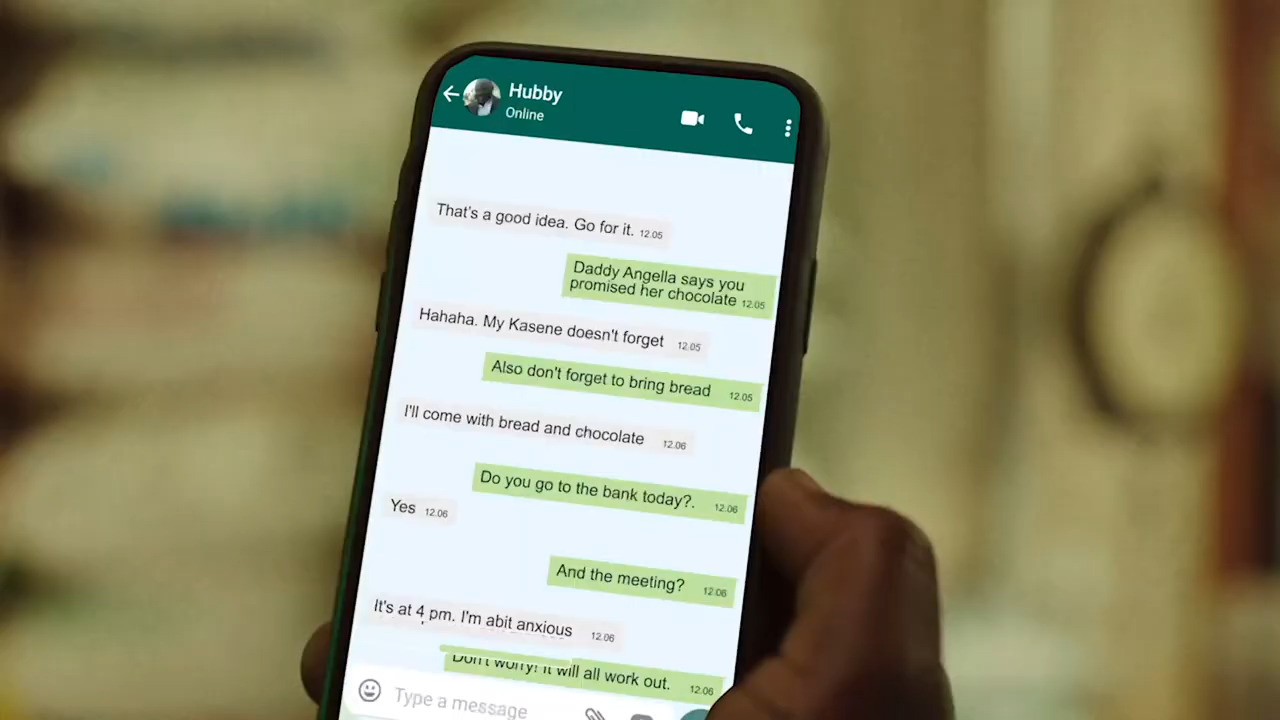 Hubby
Online
That's a good idea. Go for it. 12.05
Daddy Angella says you
promised her chocolate 12.05
Hahaha. My Kasene doesn't forget 12.05
Also don't forget to bring bread 12.05
I'll come with bread and chocolate 12.06
Do you go to the bank today?. 12.06
Yes 12.06
And the meeting? 12.06
It's at 4 pm. I'm abit anxious 12.06
Don't worry! It will all work out. 12.06
Type a message